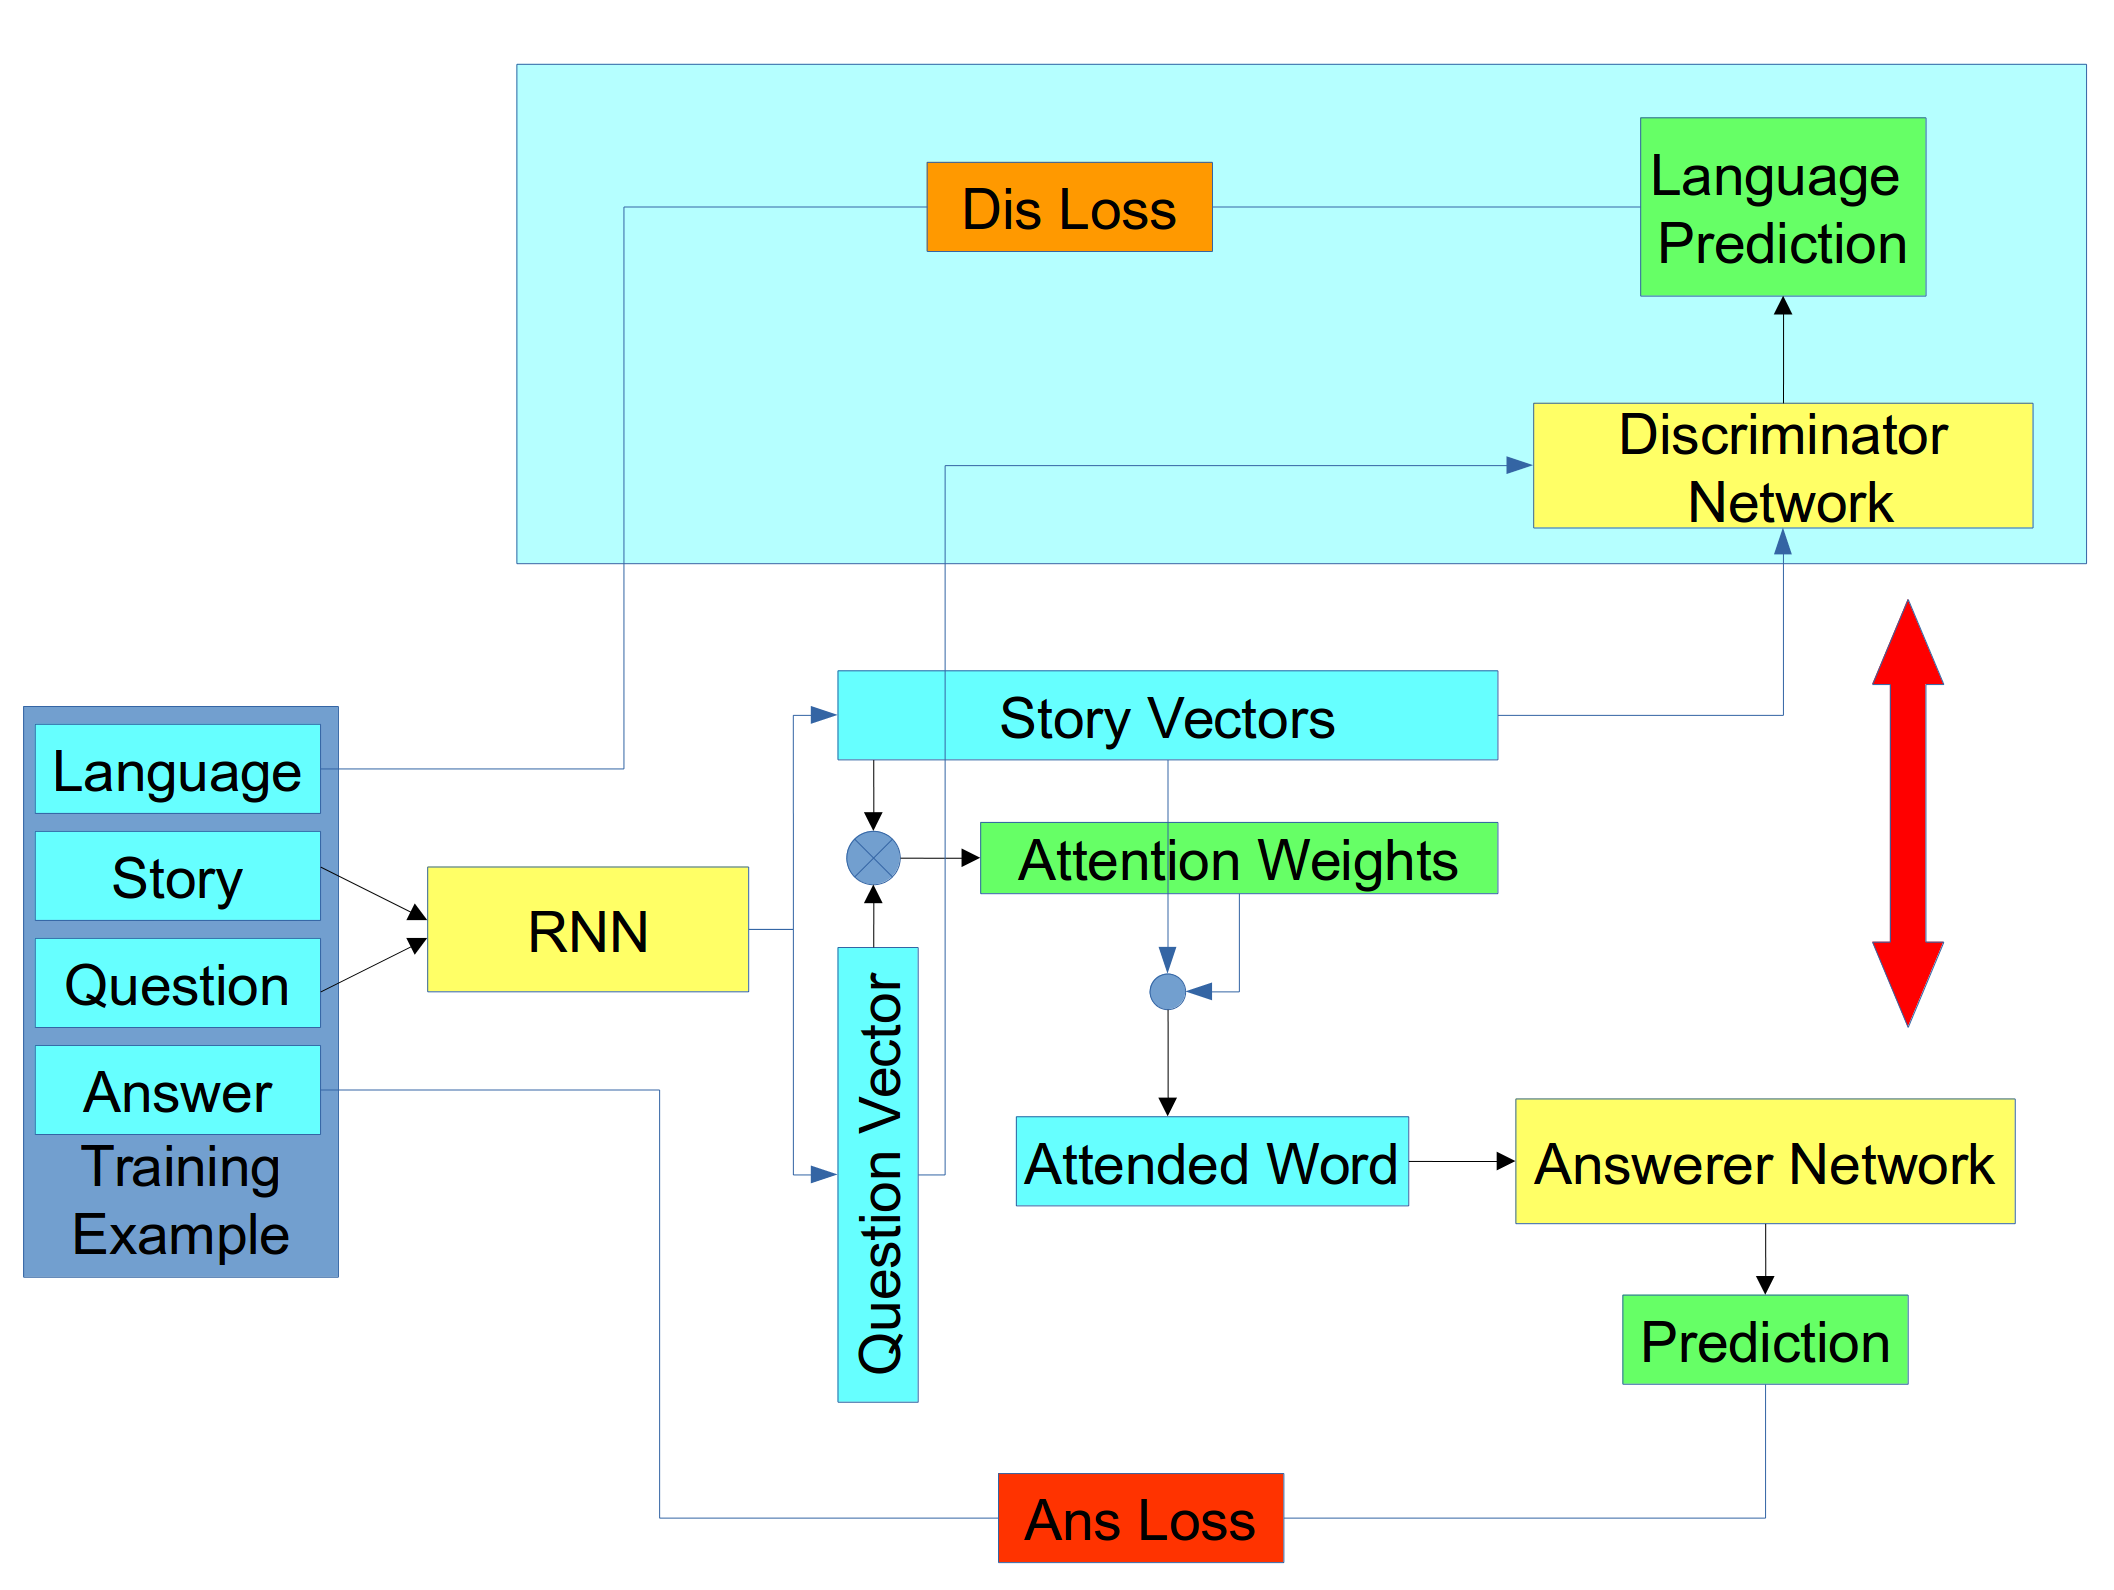 Dis Loss
Language
Prediction
Discriminator
Network
Language
Story
Question
Answer
Training
Example
RNN
Story Vectors
Attention Weights
Question Vector
Attended Word
Answerer Network
Prediction
Ans Loss